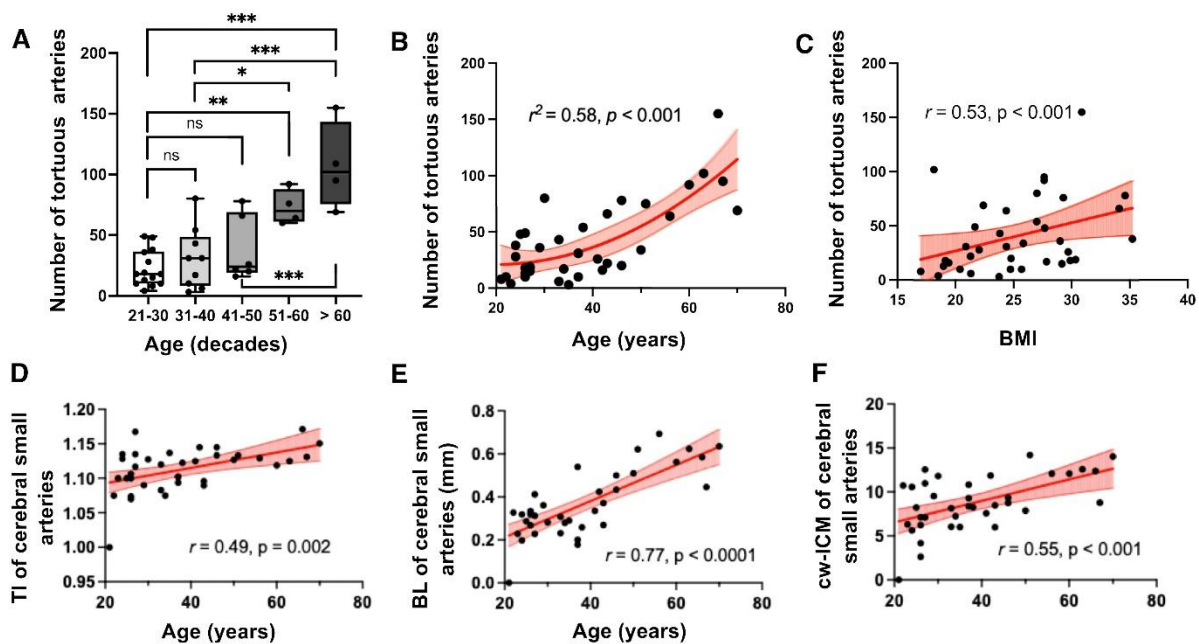 A
Number of tortuous arteries
200
150
100
50
0
***
***
*
**
ns
ns
***
21-30 31-40 41-50 51-60 > 60
Age (decades)
B
Number of tortuous arteries
200
150
100
50
0
r² = 0.58, p < 0.001
20 40 60 80
Age (years)
C
Number of tortuous arteries
200
150
100
50
0
r = 0.53, p < 0.001
15 20 25 30 35 40
BMI
D
TI of cerebral small
arteries
1.20
1.15
1.10
1.05
1.00
0.95
r = 0.49, p = 0.002
20 40 60 80
Age (years)
E
BL of cerebral small
arteries (mm)
0.8
0.6
0.4
0.2
0.0
r = 0.77, p < 0.0001
20 40 60 80
Age (years)
F
cw-ICM of cerebral
small arteries
20
15
10
5
0
r = 0.55, p < 0.001
20 40 60 80
Age (years)